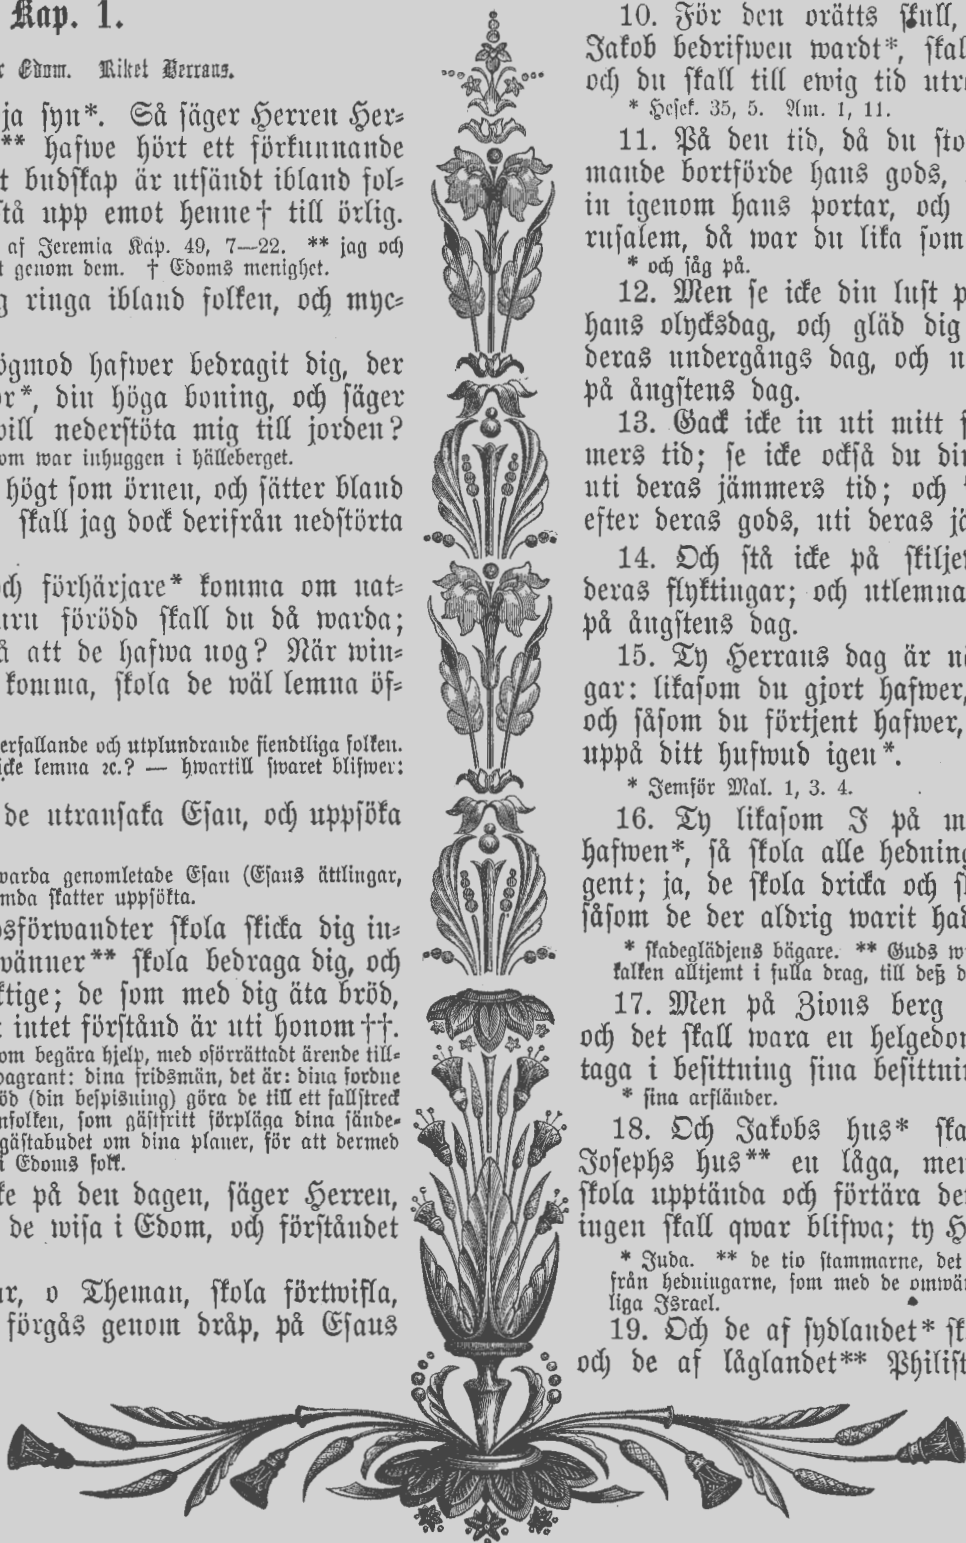 Kap. 1.
Edom. Riket Herrans.
ja syn*. Så säger Herren Her-
** hafwe hört ett förkunnande
t budskap är utsändt ibland fol-
stå upp emot henne† till örlig.
af Jeremia Kap. 49, 7—22. ** jag och
t genom dem. † Edoms menighet.
g ringa ibland folken, och myc-
ögmod hafwer bedragit dig, der
or*, din höga boning, och säger
will nederstöta mig till jorden?
om war inhuggen i hälleberget.
högt som örnen, och sätter bland
skall jag dock derifrån nedstörta
och förhärjare* komma om nat-
uru förödd skall du då warda;
å att de hafwa nog? När win-
komma, skola de wäl lemna öf-
erfallande och utplundrande fiendtliga folken.
icke lemna ꝛc.? — hwartill swaret blifwer:
de utransaka Esau, och uppsöka
warda genomletade Esau (Esaus ättlingar,
mda skatter uppsökta.
sförwandter skola skicka dig in-
wänner** skola bedraga dig, och
ktige; de som med dig äta bröd,
: intet förstånd är uti honom††.
om begära hjelp, med oförrättadt ärende till-
wagrant: dina fridsmän, det är: dina fordne
öd (din bespisning) göra de till ett fallstreck
nfolken, som gästfritt förpläga dina sände-
gästabudet om dina planer, för att dermed
i Edoms folk.
ke på den dagen, säger Herren,
de wisa i Edom, och förståndet
ar, o Theman, skola förtwifla,
förgås genom dråp, på Esaus
10. För den orätts skull,
Jakob bedrifwen wardt*, skal
och du skall till ewig tid utr
* Hesek. 35, 5. Am. 1, 11.
11. På den tid, då du sto
mande bortförde hans gods,
in igenom hans portar, och
rusalem, då war du lika som
* och såg på.
12. Men se icke din lust p
hans olycksdag, och gläd dig
deras undergångs dag, och u
på ångstens dag.
13. Gack icke in uti mitt f
mers tid; se icke också du di
uti deras jämmers tid; och
efter deras gods, uti deras jä
14. Och stå icke på skiljew
deras flyktingar; och utlemna
på ångstens dag.
15. Ty Herrans dag är nä
gar: likasom du gjort hafwer,
och såsom du förtjent hafwer,
uppå ditt hufwud igen*.
* Jemför Mal. 1, 3. 4.
16. Ty likasom I på m
hafwen*, så skola alle hedning
gent; ja, de skola dricka och s
såsom de der aldrig warit had
* skadeglädjens bägare. ** Guds w
kalken alltjemt i fulla drag, till deß d
17. Men på Zions berg
och det skall wara en helgedom
taga i besittning sina besittni
* sina arfländer.
18. Och Jakobs hus* ska
Josephs hus** en låga, men
skola upptända och förtära de
ingen skall qwar blifwa; ty H
* Juda. ** de tio stammarne, det
från hedningarne, som med de omwän
liga Israel.
19. Och de af sydlandet* sk
och de af låglandet** Philist